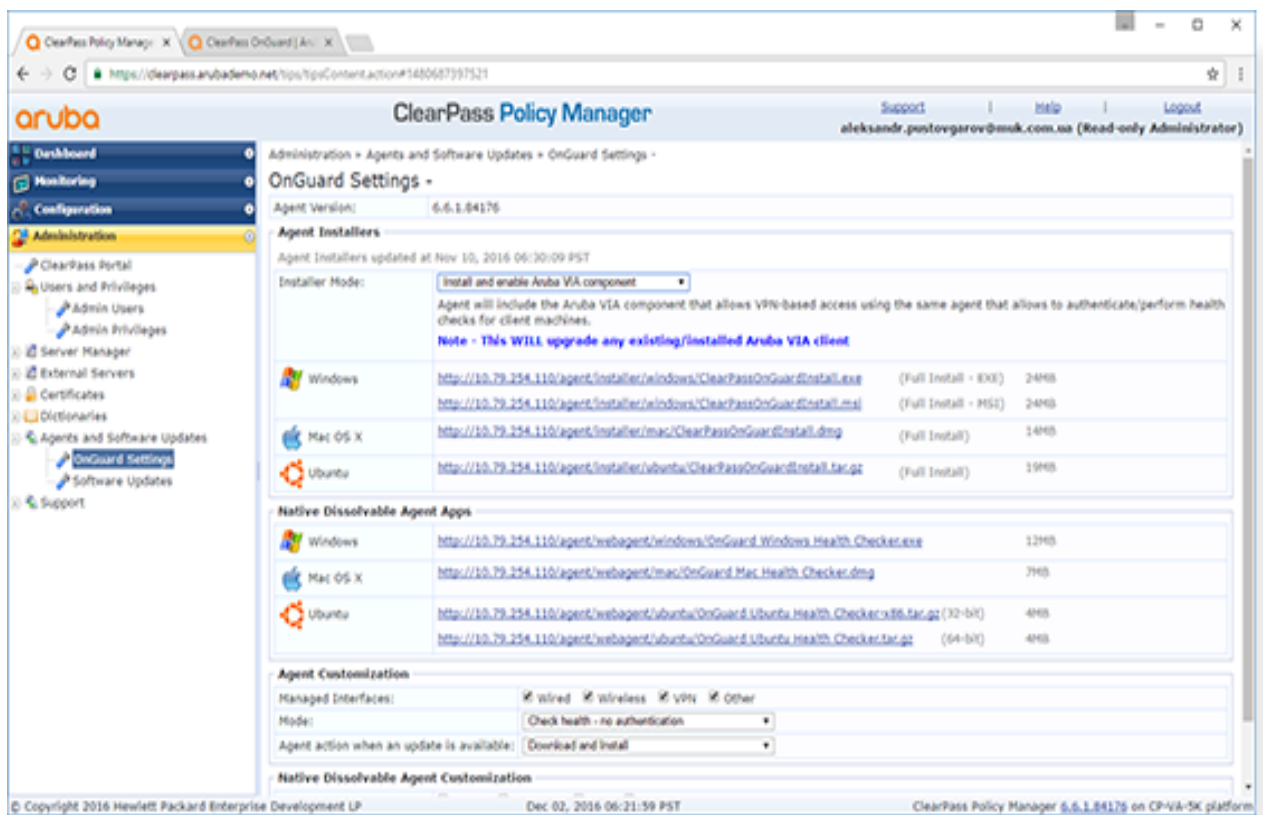 ClearPass Policy Manage x ClearPass OnGuard | Aru x
https://clearpass.arubademo.net/tips/tipsContent.action#1480687397521
aruba
ClearPass Policy Manager
Support | Help | Logout
aleksandr.pustovgarov@muk.com.ua (Read-only Administrator)
Dashboard
Monitoring
Configuration
Administration
ClearPass Portal
Users and Privileges
Admin Users
Admin Privileges
Server Manager
External Servers
Certificates
Dictionaries
Agents and Software Updates
OnGuard Settings
Software Updates
Support
Administration » Agents and Software Updates » OnGuard Settings -
OnGuard Settings -
Agent Version: 6.6.1.84176
Agent Installers
Agent Installers updated at Nov 10, 2016 06:30:09 PST
Installer Mode: Install and enable Aruba VIA component
Agent will include the Aruba VIA component that allows VPN-based access using the same agent that allows to authenticate/perform health
checks for client machines.
Note - This WILL upgrade any existing/installed Aruba VIA client
Windows http://10.79.254.110/agent/installer/windows/ClearPassOnGuardInstall.exe (Full Install - EXE) 24MB
http://10.79.254.110/agent/installer/windows/ClearPassOnGuardInstall.msi (Full Install - MSI) 24MB
Mac OS X http://10.79.254.110/agent/installer/mac/ClearPassOnGuardInstall.dmg (Full Install) 14MB
Ubuntu http://10.79.254.110/agent/installer/ubuntu/ClearPassOnGuardInstall.tar.gz (Full Install) 19MB
Native Dissolvable Agent Apps
Windows http://10.79.254.110/agent/webagent/windows/OnGuard Windows Health Checker.exe 12MB
Mac OS X http://10.79.254.110/agent/webagent/mac/OnGuard Mac Health Checker.dmg 7MB
Ubuntu http://10.79.254.110/agent/webagent/ubuntu/OnGuard Ubuntu Health Checker-x86.tar.gz (32-bit) 4MB
http://10.79.254.110/agent/webagent/ubuntu/OnGuard Ubuntu Health Checker.tar.gz (64-bit) 4MB
Agent Customization
Managed Interfaces: Wired Wireless VPN Other
Mode: Check health - no authentication
Agent action when an update is available: Download and Install
Native Dissolvable Agent Customization
© Copyright 2016 Hewlett Packard Enterprise Development LP Dec 02, 2016 06:21:59 PST ClearPass Policy Manager 6.6.1.84176 on CP-VA-5K platform